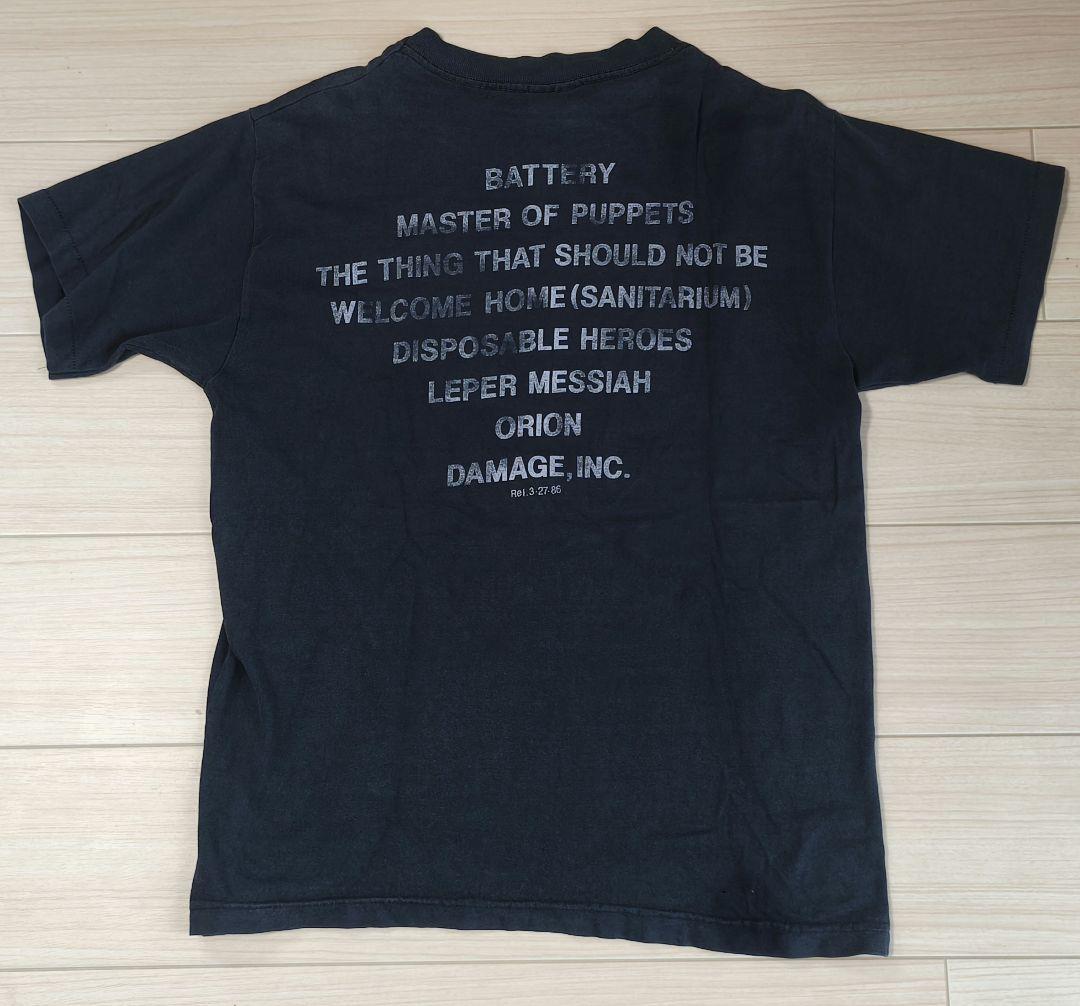 BATTERY
MASTER OF PUPPETS
THE THING THAT SHOULD NOT BE
WELCOME HOME (SANITARIUM)
DISPOSABLE HEROES
LEPER MESSIAH
ORION
DAMAGE, INC.
Rel. 3-27-86